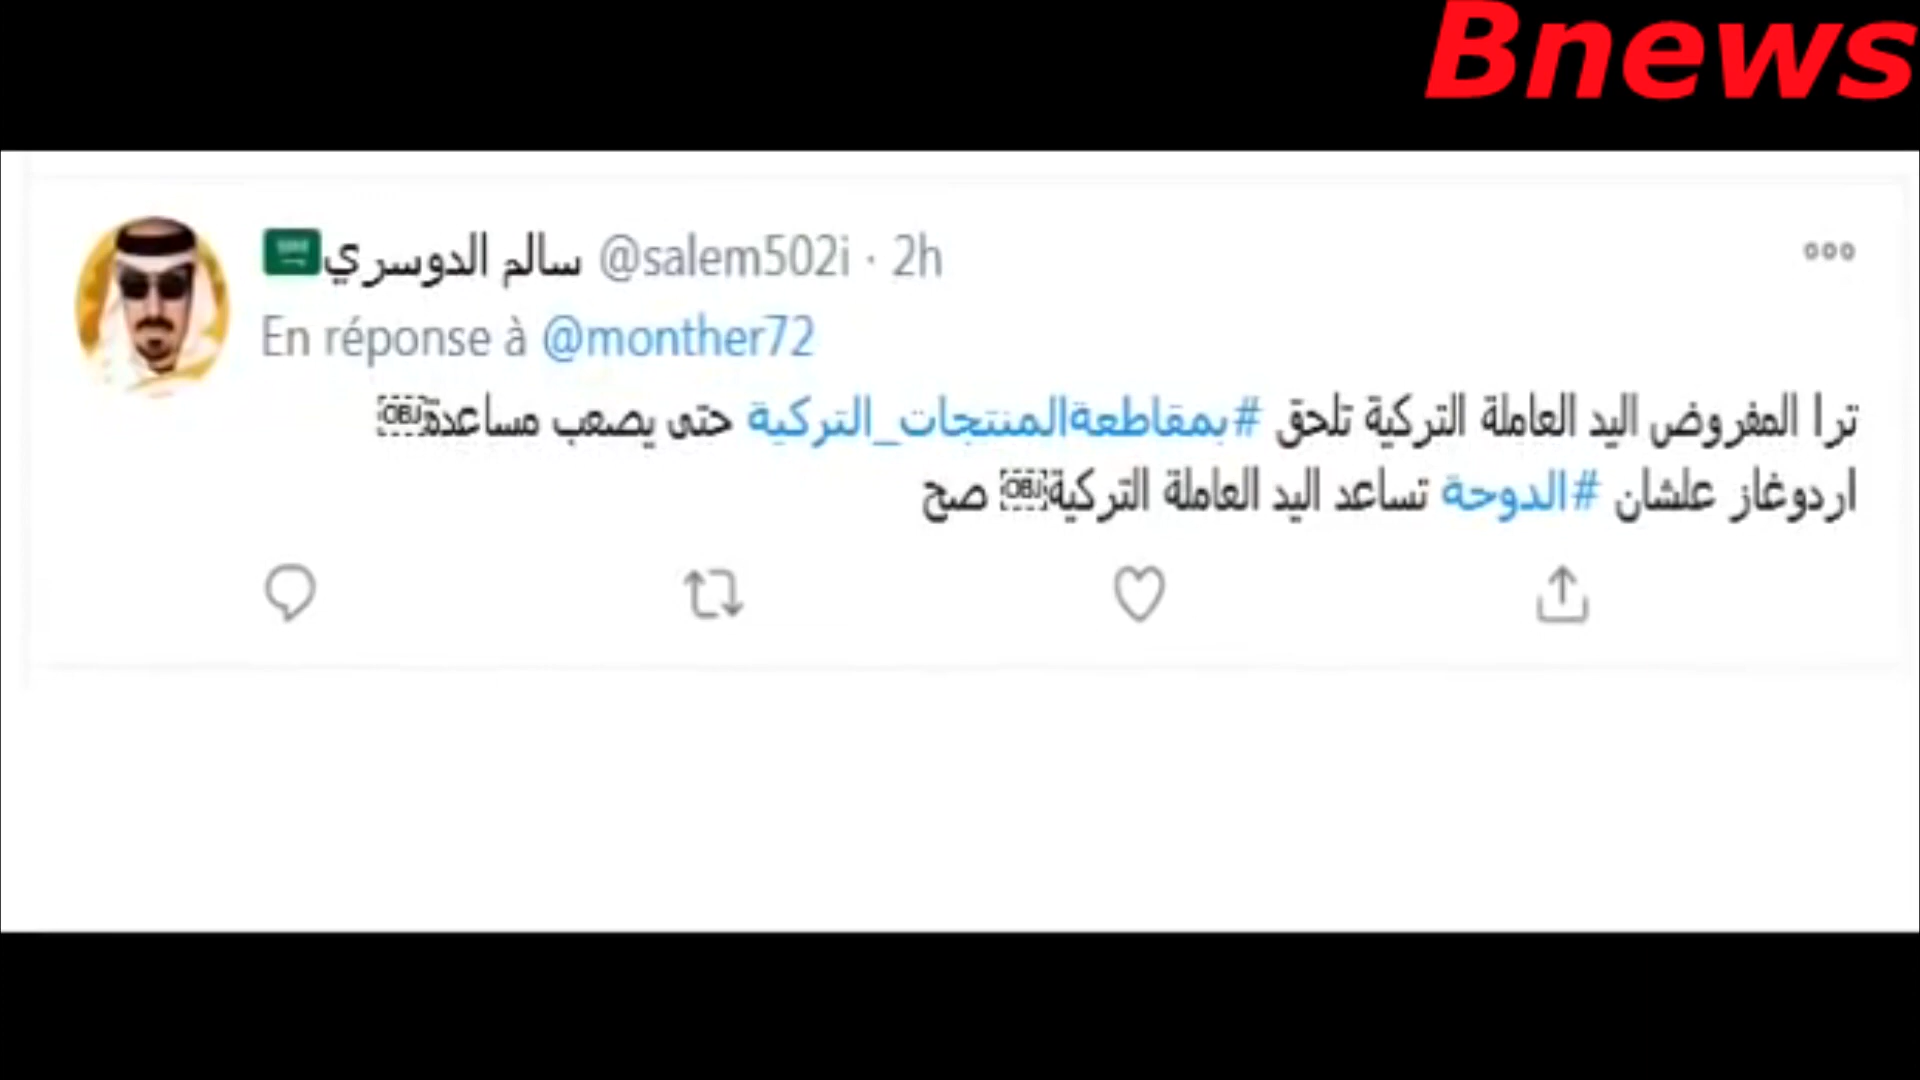 Bnews
سالم الدوسري @salem502i · 2h
En réponse à @monther72
ترا المفروض اليد العاملة التركية تلحق #بمقاطعةالمنتجات_التركية حتى يصعب مساعدة￼
اردوغاز علشان #الدوحة تساعد اليد العاملة التركية￼ صح